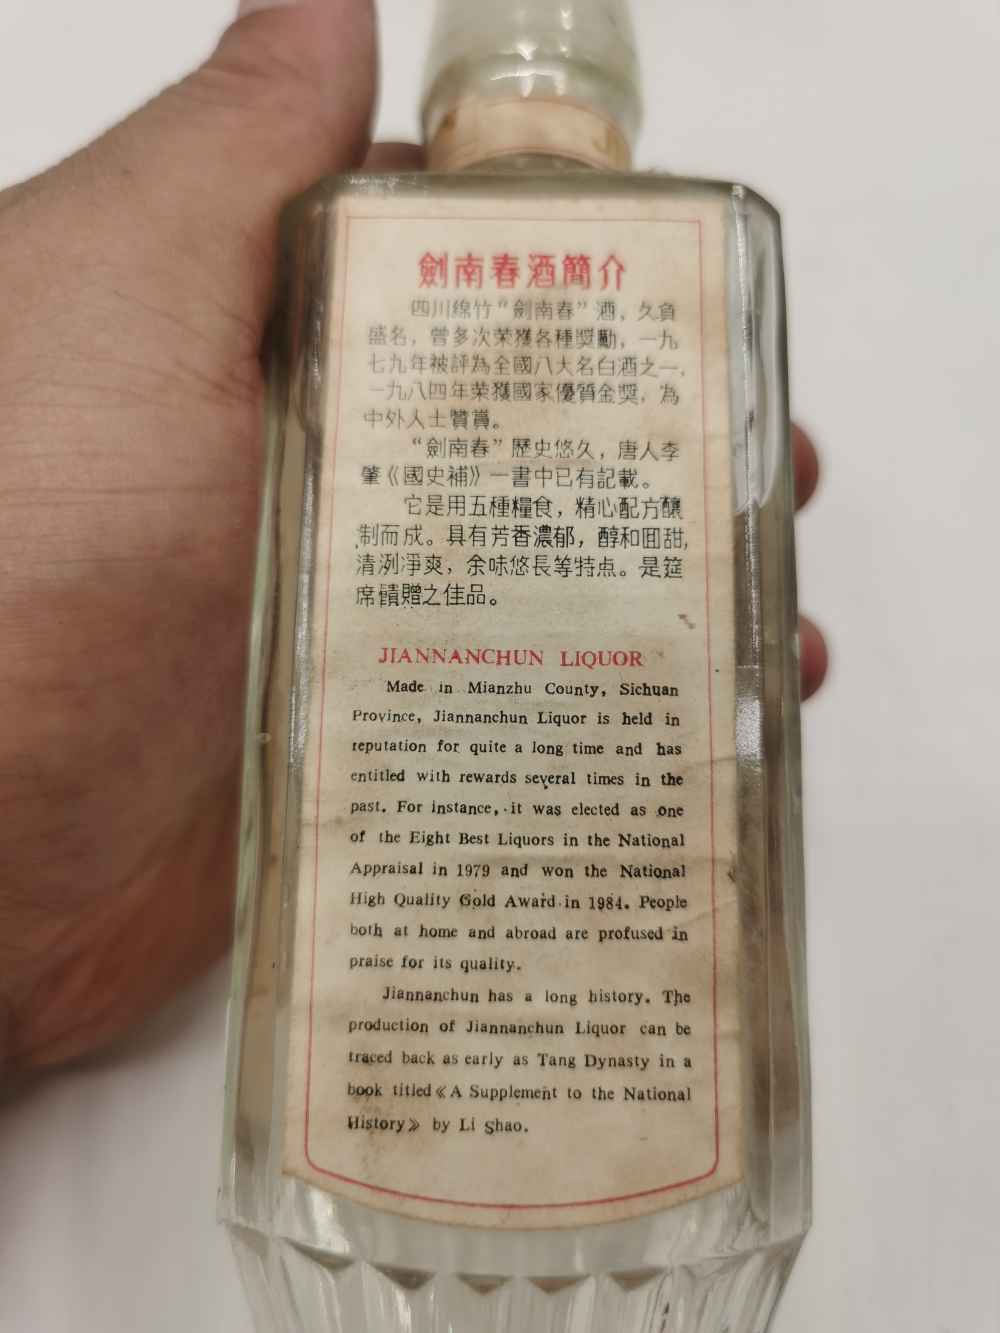 劍南春酒簡介
四川綿竹“劍南春”酒，久負
盛名，曾多次荣獲各種獎勵，一九
七九年被評為全國八大名白酒之一，
一九八四年荣獲國家優質金獎，為
中外人士贊賞。
“劍南春”歷史悠久，唐人李
肇《國史補》一書中已有記載。
它是用五種糧食，精心配方釀
制而成。具有芳香濃郁，醇和囬甜，
清洌淨爽，余味悠長等特点。是筵
席饋贈之佳品。
JIANNANCHUN LIQUOR
Made in Mianzhu County, Sichuan
Province, Jiannanchun Liquor is held in
reputation for quite a long time and has
entitled with rewards several times in the
past. For instance, it was elected as one
of the Eight Best Liquors in the National
Appraisal in 1979 and won the National
High Quality Gold Award in 1984. People
both at home and abroad are profused in
praise for its quality.
Jiannanchun has a long history. The
production of Jiannanchun Liquor can be
traced back as early as Tang Dynasty in a
book titled《A Supplement to the National
History》by Li Shao.